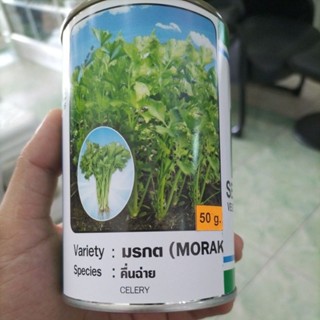 50 g.
Variety : มรกต (MORAK
Species : คื่นฉ่าย
CELERY